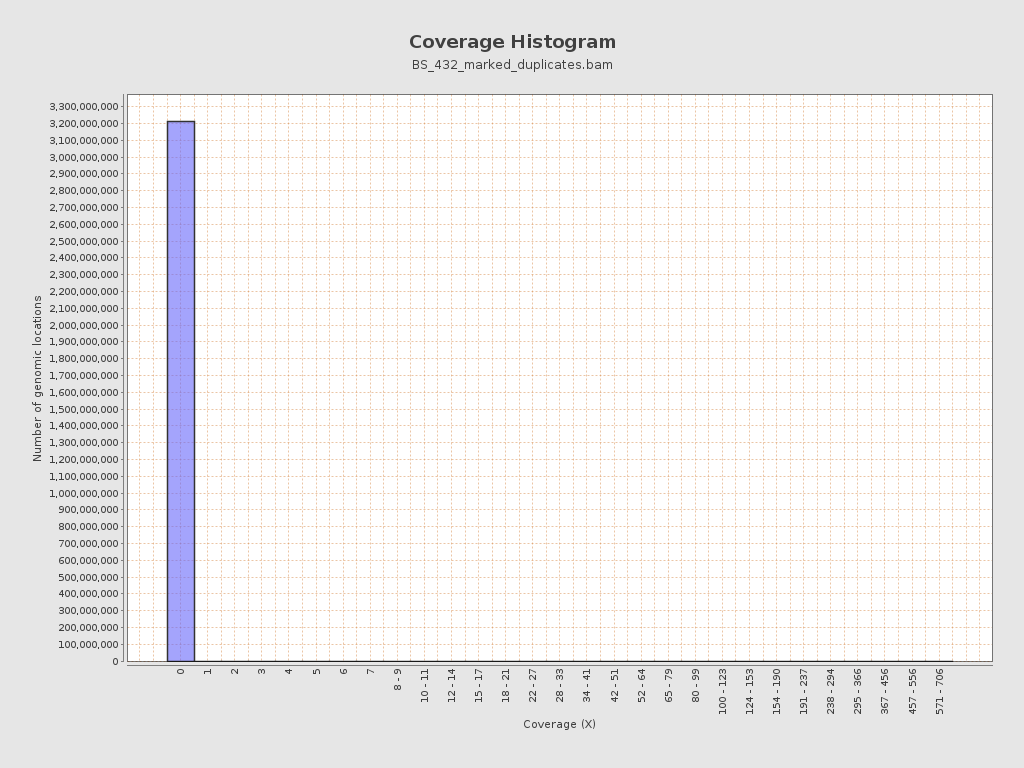 Coverage Histogram
BS_432_marked_duplicates.bam
Number of genomic locations
3,300,000,000
3,200,000,000
3,100,000,000
3,000,000,000
2,900,000,000
2,800,000,000
2,700,000,000
2,600,000,000
2,500,000,000
2,400,000,000
2,300,000,000
2,200,000,000
2,100,000,000
2,000,000,000
1,900,000,000
1,800,000,000
1,700,000,000
1,600,000,000
1,500,000,000
1,400,000,000
1,300,000,000
1,200,000,000
1,100,000,000
1,000,000,000
900,000,000
800,000,000
700,000,000
600,000,000
500,000,000
400,000,000
300,000,000
200,000,000
100,000,000
0
0
1
2
3
4
5
6
7
8 - 9
10 - 11
12 - 14
15 - 17
18 - 21
22 - 27
28 - 33
34 - 41
42 - 51
52 - 64
65 - 79
80 - 99
100 - 123
124 - 153
154 - 190
191 - 237
238 - 294
295 - 366
367 - 456
457 - 556
571 - 706
Coverage (X)